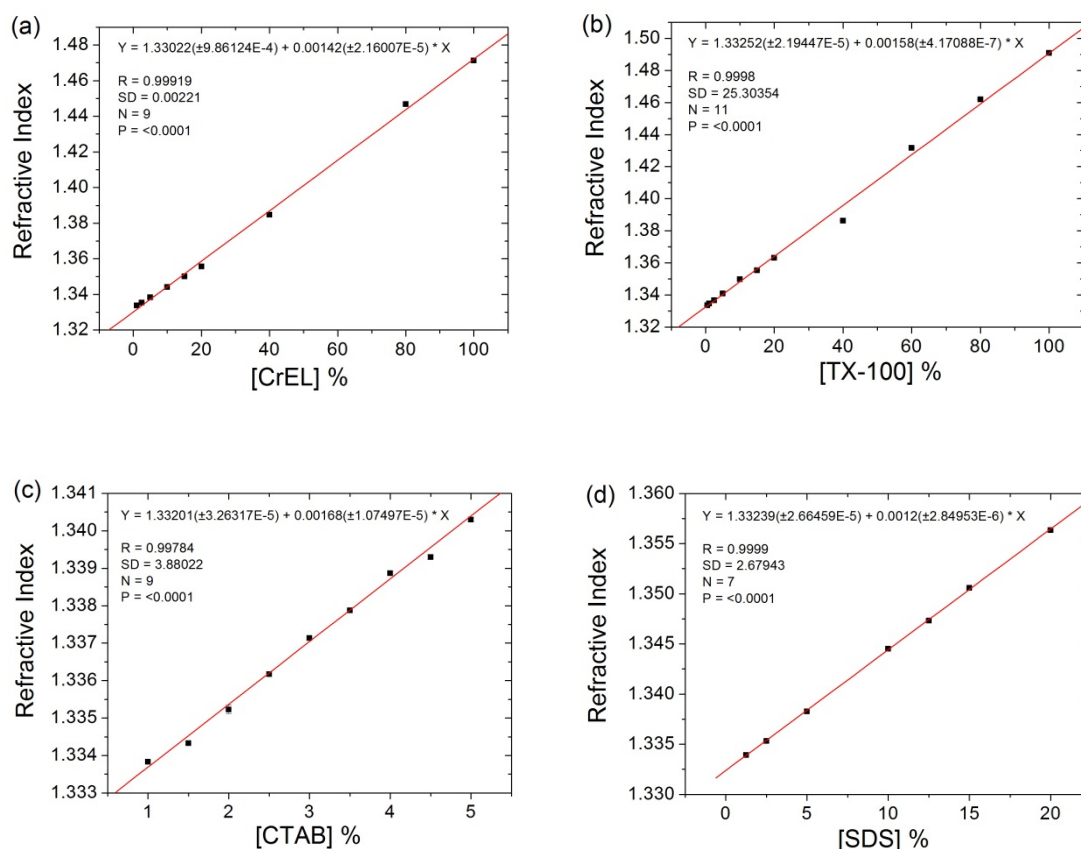 (a)
Y = 1.33022(±9.86124E-4) + 0.00142(±2.16007E-5) * X
R = 0.99919
SD = 0.00221
N = 9
P = <0.0001
Refractive Index
1.48
1.46
1.44
1.42
1.40
1.38
1.36
1.34
1.32
0 20 40 60 80 100
[CrEL] %
(b)
Y = 1.33252(±2.19447E-5) + 0.00158(±4.17088E-7) * X
R = 0.9998
SD = 25.30354
N = 11
P = <0.0001
Refractive Index
1.50
1.48
1.46
1.44
1.42
1.40
1.38
1.36
1.34
1.32
0 20 40 60 80 100
[TX-100] %
(c)
Y = 1.33201(±3.26317E-5) + 0.00168(±1.07497E-5) * X
R = 0.99784
SD = 3.88022
N = 9
P = <0.0001
Refractive Index
1.341
1.340
1.339
1.338
1.337
1.336
1.335
1.334
1.333
1 2 3 4 5
[CTAB] %
(d)
Y = 1.33239(±2.66459E-5) + 0.0012(±2.84953E-6) * X
R = 0.9999
SD = 2.67943
N = 7
P = <0.0001
Refractive Index
1.360
1.355
1.350
1.345
1.340
1.335
1.330
0 5 10 15 20
[SDS] %